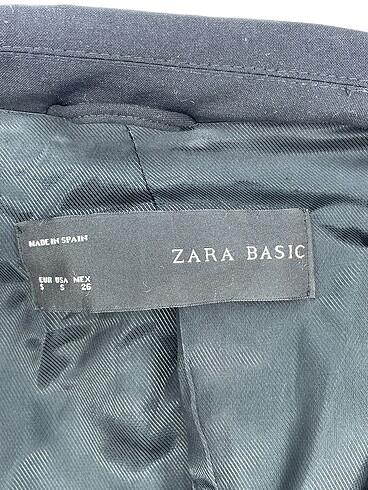 MADE IN SPAIN
ZARA BASIC
EUR USA MEX
S S 26